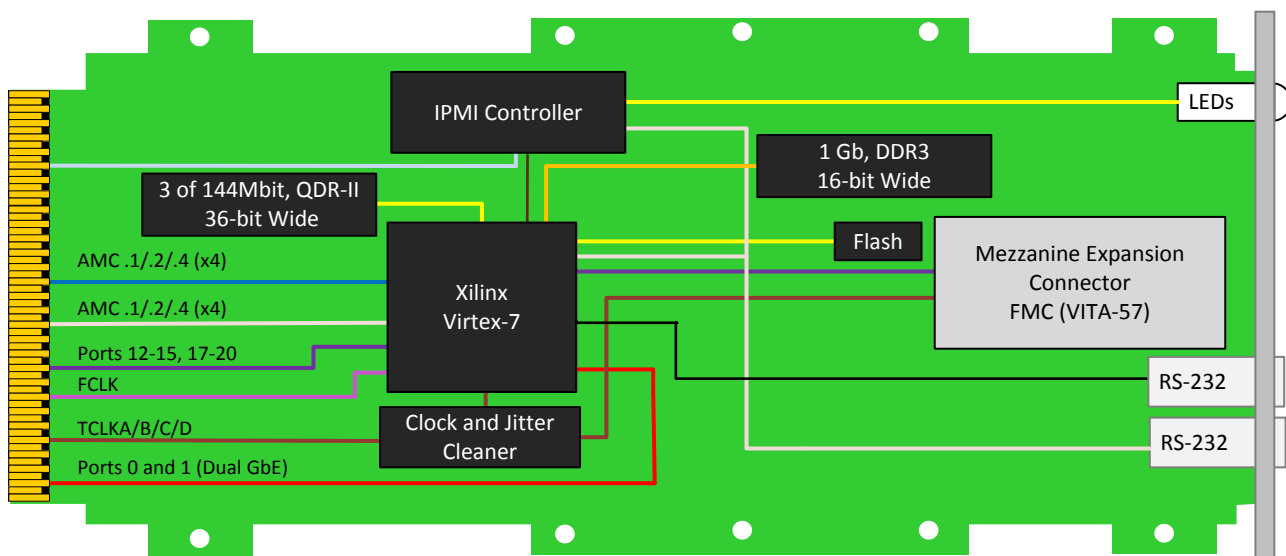 LEDs
IPMI Controller
1 Gb, DDR3
16-bit Wide
3 of 144Mbit, QDR-II
36-bit Wide
Flash
Mezzanine Expansion
Connector
FMC (VITA-57)
AMC .1/.2/.4 (x4)
Xilinx
Virtex-7
AMC .1/.2/.4 (x4)
Ports 12-15, 17-20
FCLK
RS-232
Clock and Jitter
Cleaner
TCLKA/B/C/D
RS-232
Ports 0 and 1 (Dual GbE)